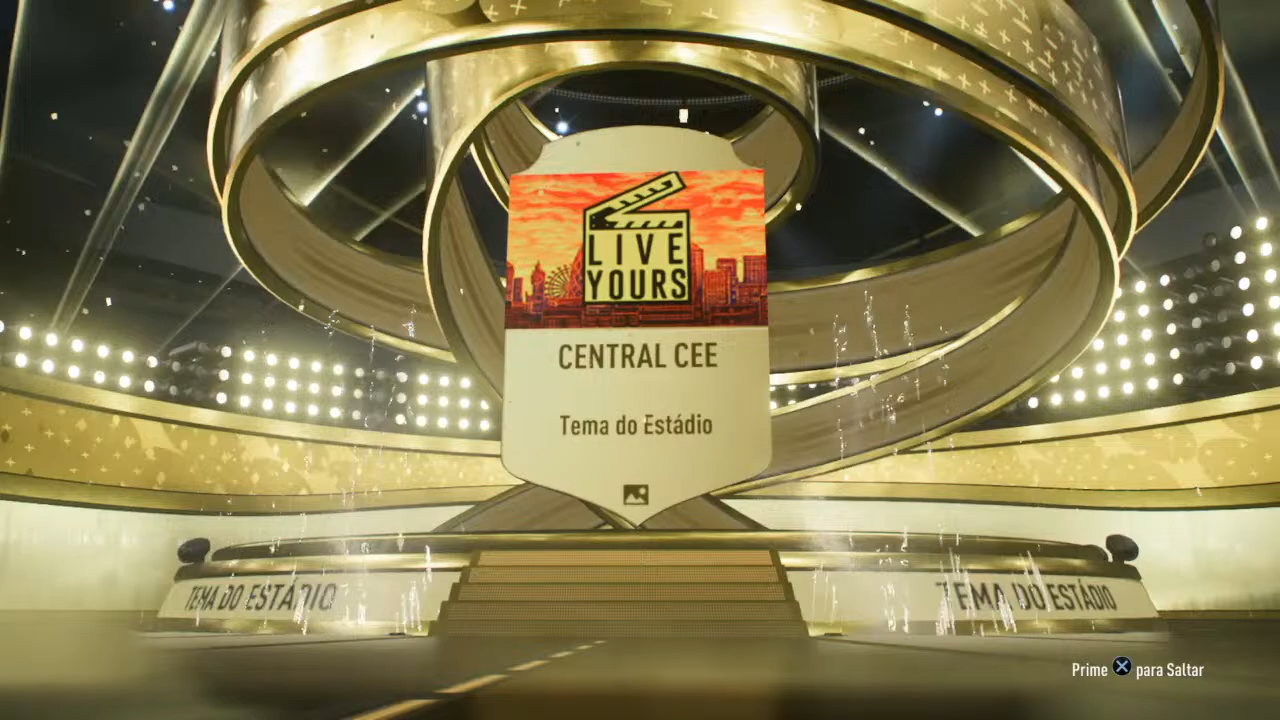 LIVE
YOURS
CENTRAL CEE
Tema do Estádio
TEMA DO ESTÁDIO
TEMA DO ESTÁDIO
Prime para Saltar